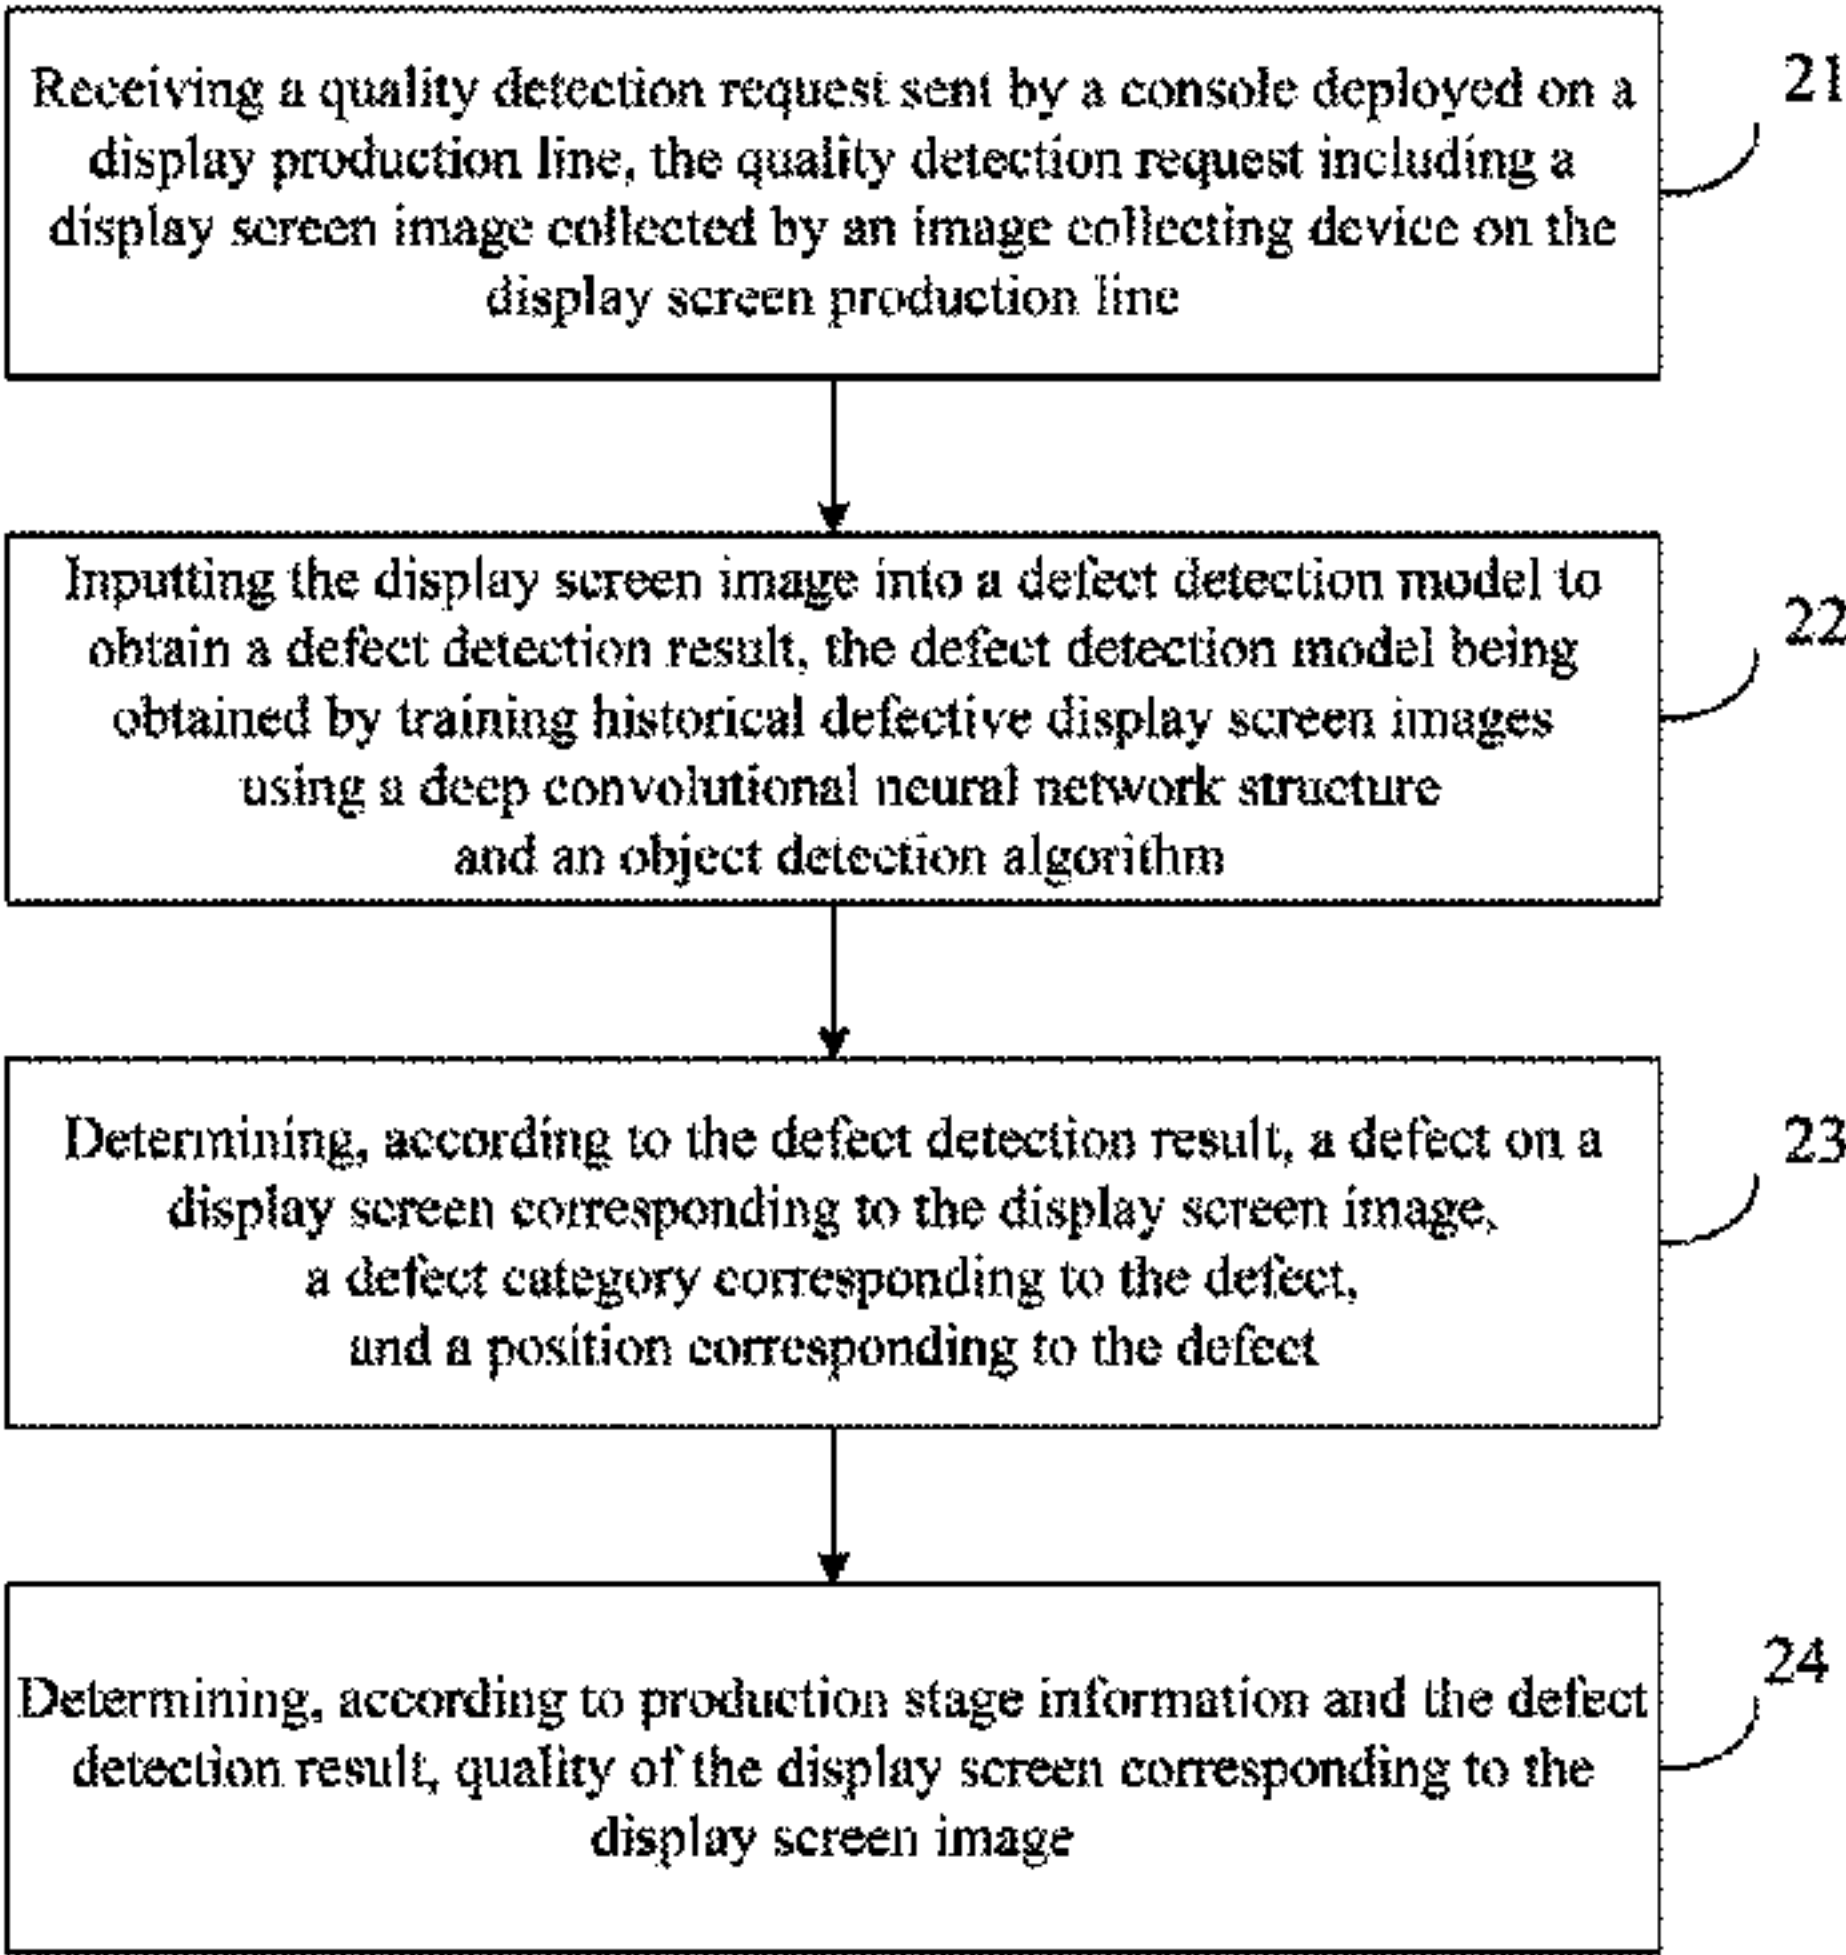 Receiving a quality detection request sent by a console deployed on a
display production line, the quality detection request including a
display screen image collected by an image collecting device on the
display screen production line
21
Inputting the display screen image into a defect detection model to
obtain a defect detection result, the defect detection model being
obtained by training historical defective display screen images
using a deep convolutional neural network structure
and an object detection algorithm
22
Determining, according to the defect detection result, a defect on a
display screen corresponding to the display screen image,
a defect category corresponding to the defect,
and a position corresponding to the defect
23
Determining, according to production stage information and the defect
detection result, quality of the display screen corresponding to the
display screen image
24